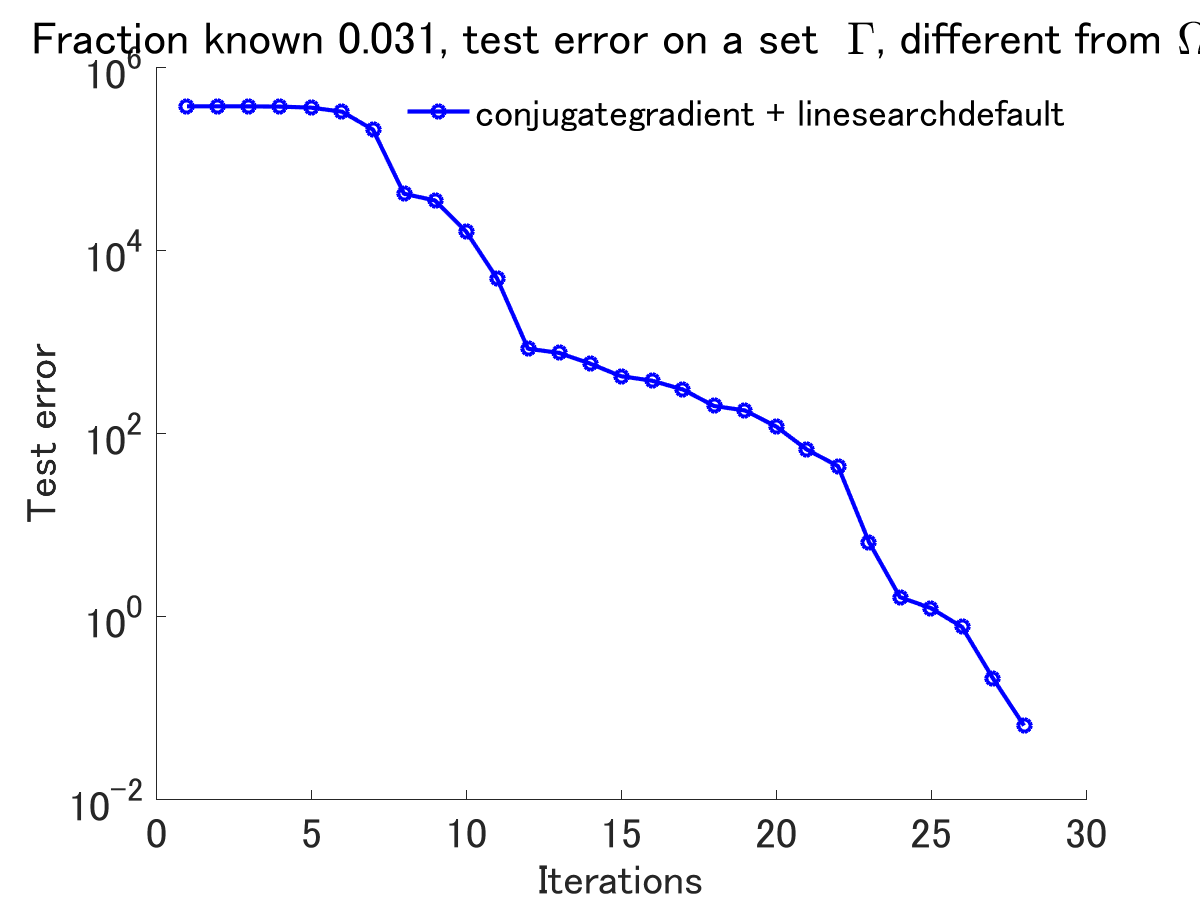 Fraction known 0.031, test error on a set Γ, different from Ω
10^6
conjugategradient + linesearchdefault
10^4
10^2
10^0
10^-2
Test error
0 5 10 15 20 25 30
Iterations